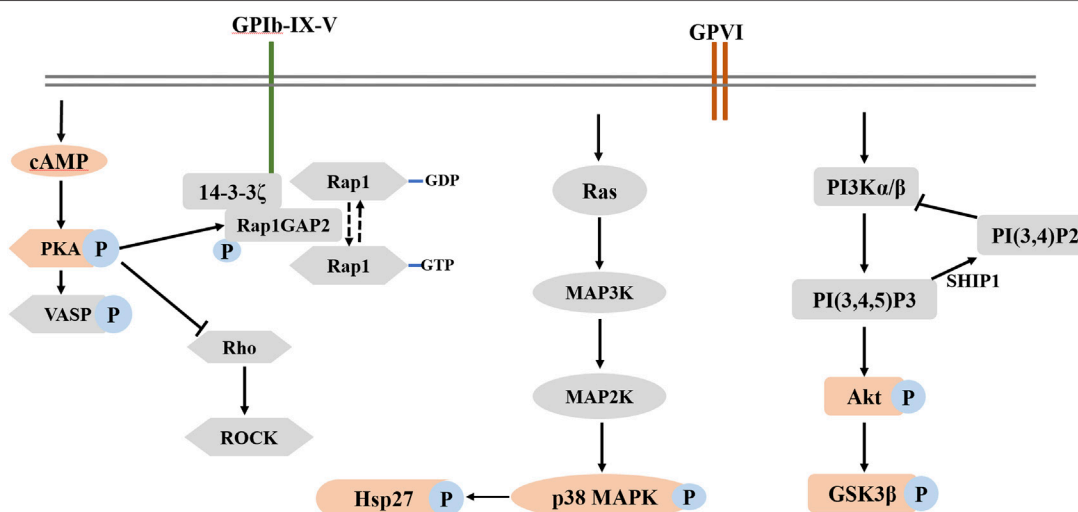 GPIb-IX-V
GPVI
cAMP
PKA
P
VASP
P
14-3-3ζ
Rap1GAP2
P
Rap1
GDP
Rap1
GTP
Rho
ROCK
Ras
MAP3K
MAP2K
p38 MAPK
P
Hsp27
P
PI3Kα/β
PI(3,4)P2
SHIP1
PI(3,4,5)P3
Akt
P
GSK3β
P